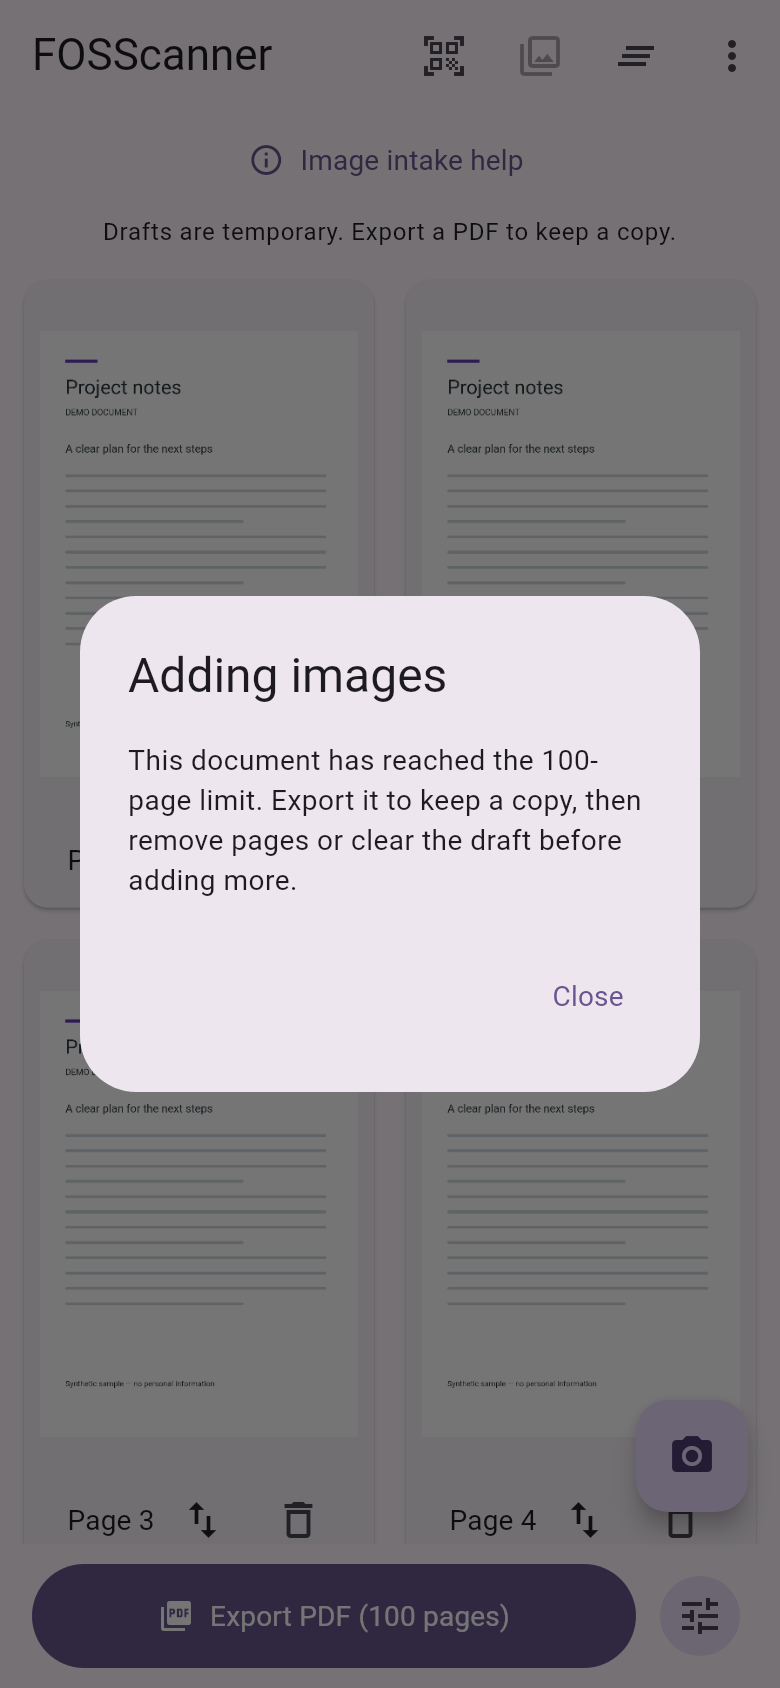 FOSScanner
Image intake help
Drafts are temporary. Export a PDF to keep a copy.
Project notes
DEMO DOCUMENT
A clear plan for the next steps
Project notes
DEMO DOCUMENT
A clear plan for the next steps
Adding images
This document has reached the 100-
page limit. Export it to keep a copy, then
remove pages or clear the draft before
adding more.
Close
A clear plan for the next steps
Synthetic sample — no personal information
A clear plan for the next steps
Synthetic sample — no personal information
Page 3
Page 4
PDF
Export PDF (100 pages)